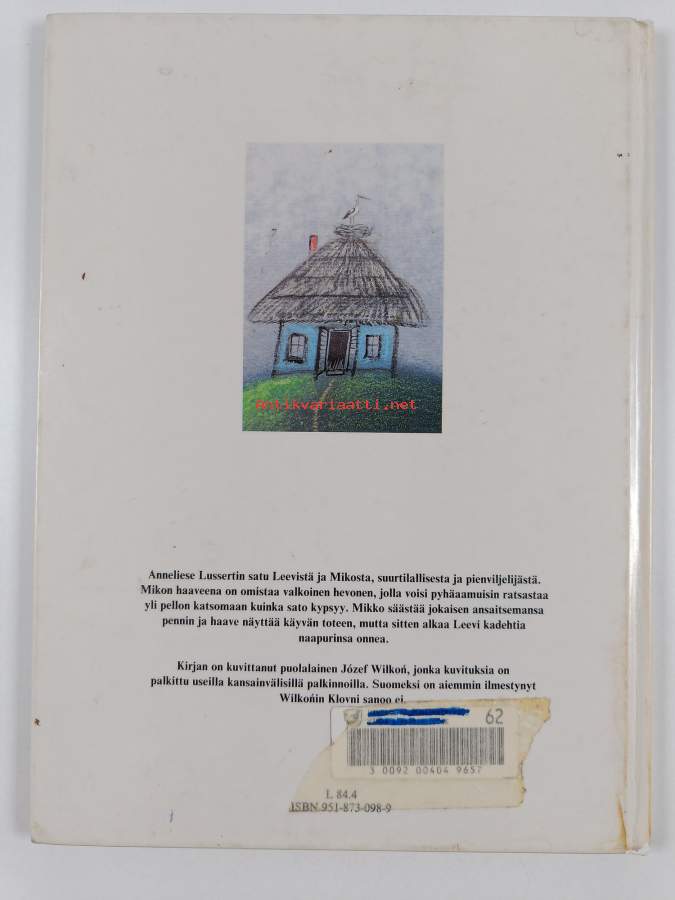 antikvariaatti.net
Anneliese Lussertin satu Leevistä ja Mikosta, suurtilallisesta ja pienviljelijästä.
Mikon haaveena on omistaa valkoinen hevonen, jolla voisi pyhäaamuisin ratsastaa
yli pellon katsomaan kuinka sato kypsyy. Mikko säästää jokaisen ansaitsemansa
pennin ja haave näyttää käyvän toteen, mutta sitten alkaa Leevi kadehtia
naapurinsa onnea.
Kirjan on kuvittanut puolalainen Józef Wilkoń, jonka kuvituksia on
palkittu useilla kansainvälisillä palkinnoilla. Suomeksi on aiemmin ilmestynyt
Wilkońin Klovni sanoo ei.
62
3 0092 00404 9657
L 84.4
ISBN 951-873-098-9